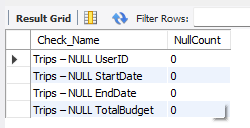 Result Grid Filter Rows:
Check_Name NullCount
Trips – NULL UserID 0
Trips – NULL StartDate 0
Trips – NULL EndDate 0
Trips – NULL TotalBudget 0